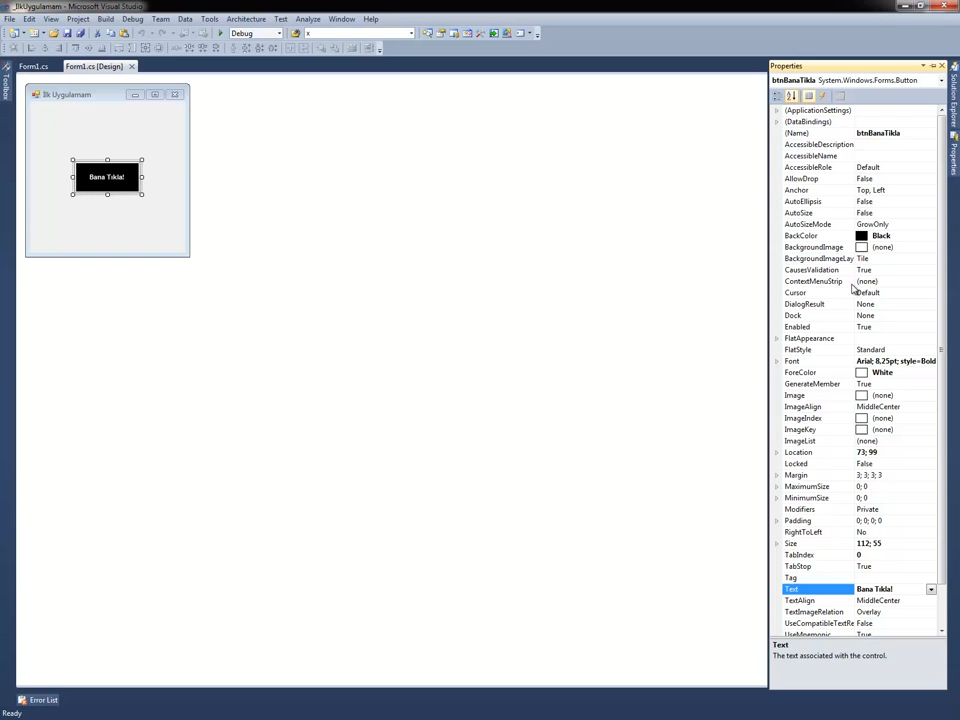 _IlkUygulamam - Microsoft Visual Studio
File Edit View Project Build Debug Team Data Tools Architecture Test Analyze Window Help
Debug x
Form1.cs Form1.cs [Design]
Toolbox
Ilk Uygulamam
Bana Tıkla!
Properties
btnBanaTikla System.Windows.Forms.Button
(ApplicationSettings)
(DataBindings)
(Name) btnBanaTikla
AccessibleDescription
AccessibleName
AccessibleRole Default
AllowDrop False
Anchor Top, Left
AutoEllipsis False
AutoSize False
AutoSizeMode GrowOnly
BackColor Black
BackgroundImage (none)
BackgroundImageLay Tile
CausesValidation True
ContextMenuStrip (none)
Cursor Default
DialogResult None
Dock None
Enabled True
FlatAppearance
FlatStyle Standard
Font Arial; 8,25pt; style=Bold
ForeColor White
GenerateMember True
Image (none)
ImageAlign MiddleCenter
ImageIndex (none)
ImageKey (none)
ImageList (none)
Location 73; 99
Locked False
Margin 3; 3; 3; 3
MaximumSize 0; 0
MinimumSize 0; 0
Modifiers Private
Padding 0; 0; 0; 0
RightToLeft No
Size 112; 55
TabIndex 0
TabStop True
Tag
Text Bana Tıkla!
TextAlign MiddleCenter
TextImageRelation Overlay
UseCompatibleTextRe False
UseMnemonic True
Text
The text associated with the control.
Solution Explorer
Properties
Error List
Ready